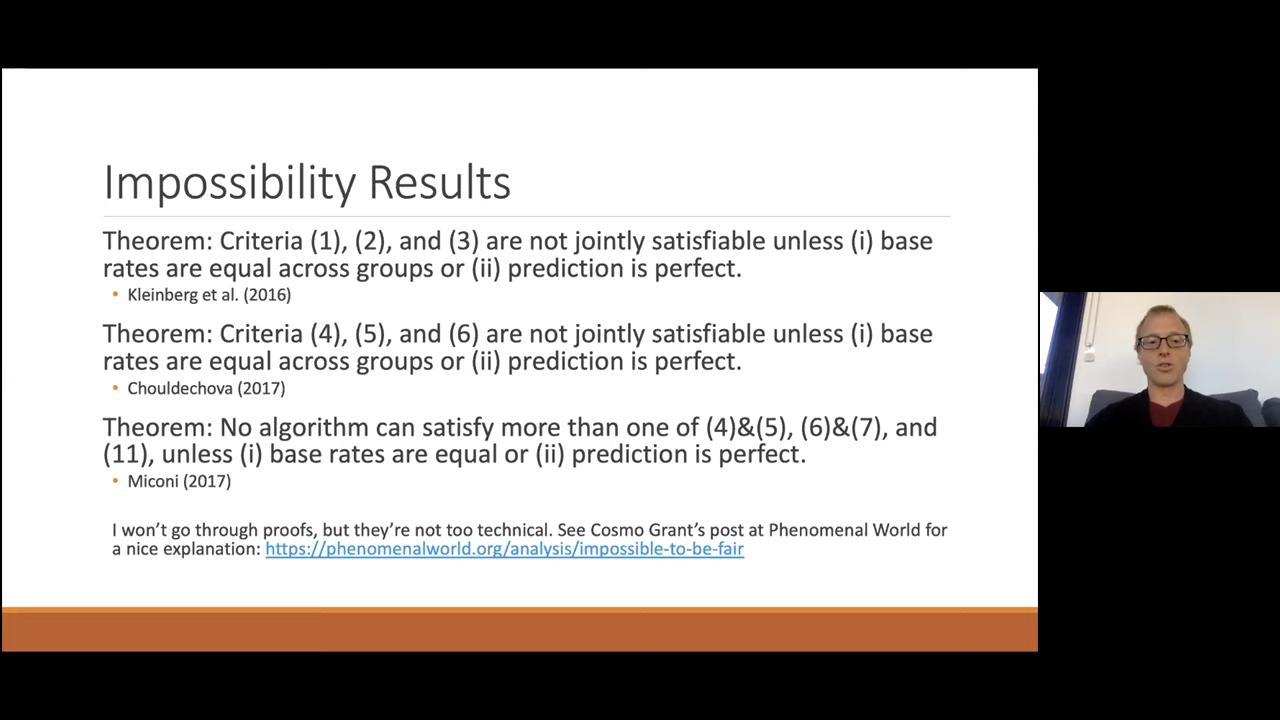 Impossibility Results
Theorem: Criteria (1), (2), and (3) are not jointly satisfiable unless (i) base
rates are equal across groups or (ii) prediction is perfect.
• Kleinberg et al. (2016)
Theorem: Criteria (4), (5), and (6) are not jointly satisfiable unless (i) base
rates are equal across groups or (ii) prediction is perfect.
• Chouldechova (2017)
Theorem: No algorithm can satisfy more than one of (4)&(5), (6)&(7), and
(11), unless (i) base rates are equal or (ii) prediction is perfect.
• Miconi (2017)
I won’t go through proofs, but they’re not too technical. See Cosmo Grant’s post at Phenomenal World for
a nice explanation: https://phenomenalworld.org/analysis/impossible-to-be-fair